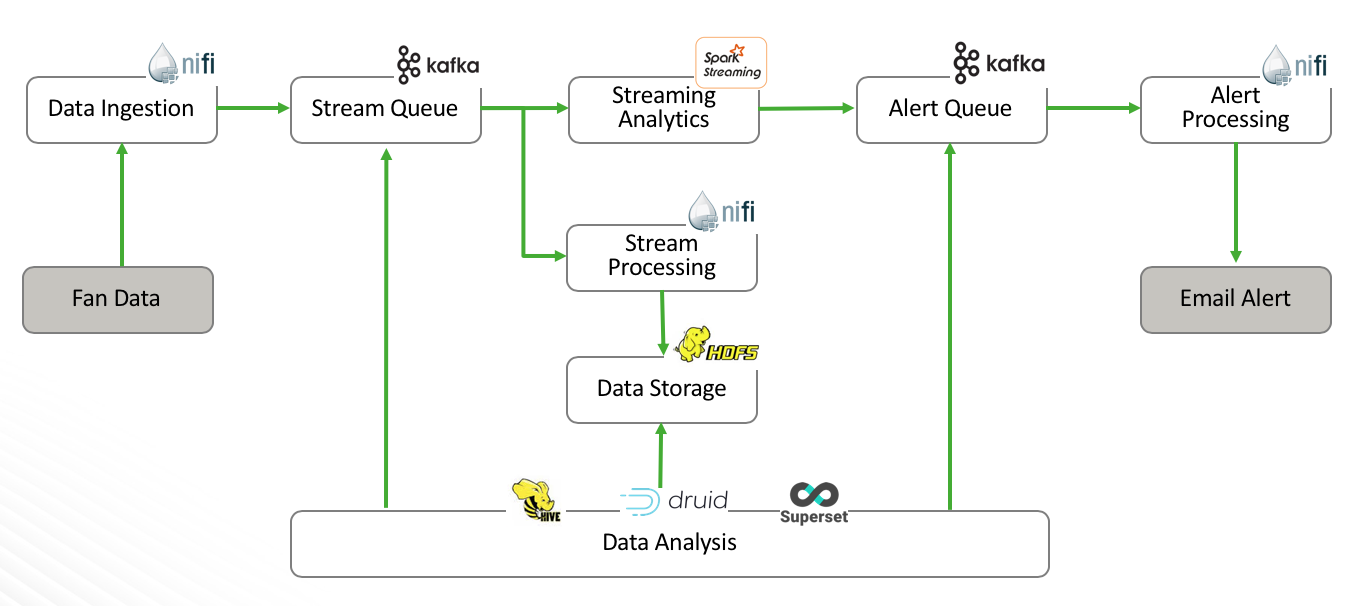 nifi
Data Ingestion
kafka
Stream Queue
Spark
Streaming
Streaming
Analytics
kafka
Alert Queue
nifi
Alert
Processing
nifi
Stream
Processing
Fan Data
Email Alert
HDFS
Data Storage
HIVE
druid
Superset
Data Analysis